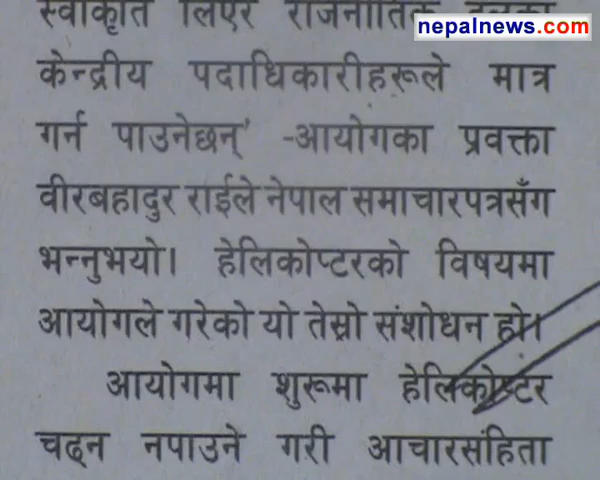 nepalnews.com
स्वीकृति लिएर राजनीतिक दलका
केन्द्रीय पदाधिकारीहरूले मात्र
गर्न पाउनेछन्' -आयोगका प्रवक्ता
वीरबहादुर राईले नेपाल समाचारपत्रसँग
भन्नुभयो। हेलिकोप्टरको विषयमा
आयोगले गरेको यो तेस्रो संशोधन हो।
आयोगमा शुरूमा हेलिकोप्टर
चढ्न नपाउने गरी आचारसंहिता